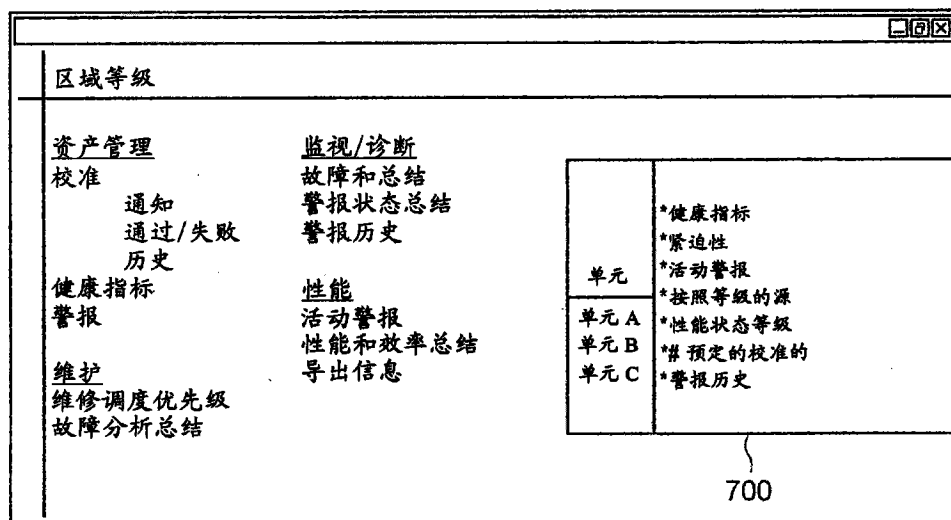 区域等级
资产管理
校准
通知
通过/失败
历史
健康指标
警报
维护
维修调度优先级
故障分析总结
监视/诊断
故障和总结
警报状态总结
警报历史
性能
活动警报
性能和效率总结
导出信息
单元
单元 A
单元 B
单元 C
*健康指标
*紧迫性
*活动警报
*按照等级的源
*性能状态等级
*# 预定的校准的
*警报历史
700